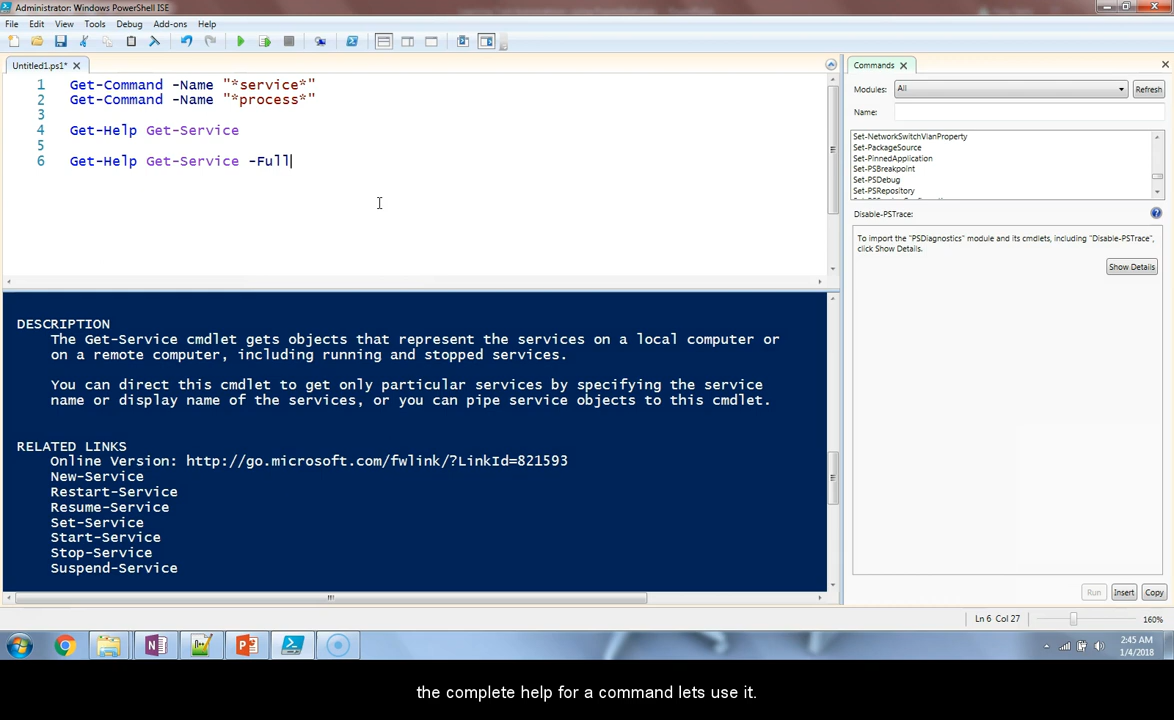 Administrator: Windows PowerShell ISE
File Edit View Tools Debug Add-ons Help
Untitled1.ps1*
1 Get-Command -Name "*service*"
2 Get-Command -Name "*process*"
3
4 Get-Help Get-Service
5
6 Get-Help Get-Service -Full
DESCRIPTION
The Get-Service cmdlet gets objects that represent the services on a local computer or
on a remote computer, including running and stopped services.
You can direct this cmdlet to get only particular services by specifying the service
name or display name of the services, or you can pipe service objects to this cmdlet.
RELATED LINKS
Online Version: http://go.microsoft.com/fwlink/?LinkId=821593
New-Service
Restart-Service
Resume-Service
Set-Service
Start-Service
Stop-Service
Suspend-Service
Commands
Modules: All Refresh
Name:
Set-NetworkSwitchVlanProperty
Set-PackageSource
Set-PinnedApplication
Set-PSBreakpoint
Set-PSDebug
Set-PSRepository
Disable-PSTrace:
To import the "PSDiagnostics" module and its cmdlets, including "Disable-PSTrace",
click Show Details.
Show Details
Run Insert Copy
Ln 6 Col 27 160%
2:45 AM
1/4/2018
the complete help for a command lets use it.